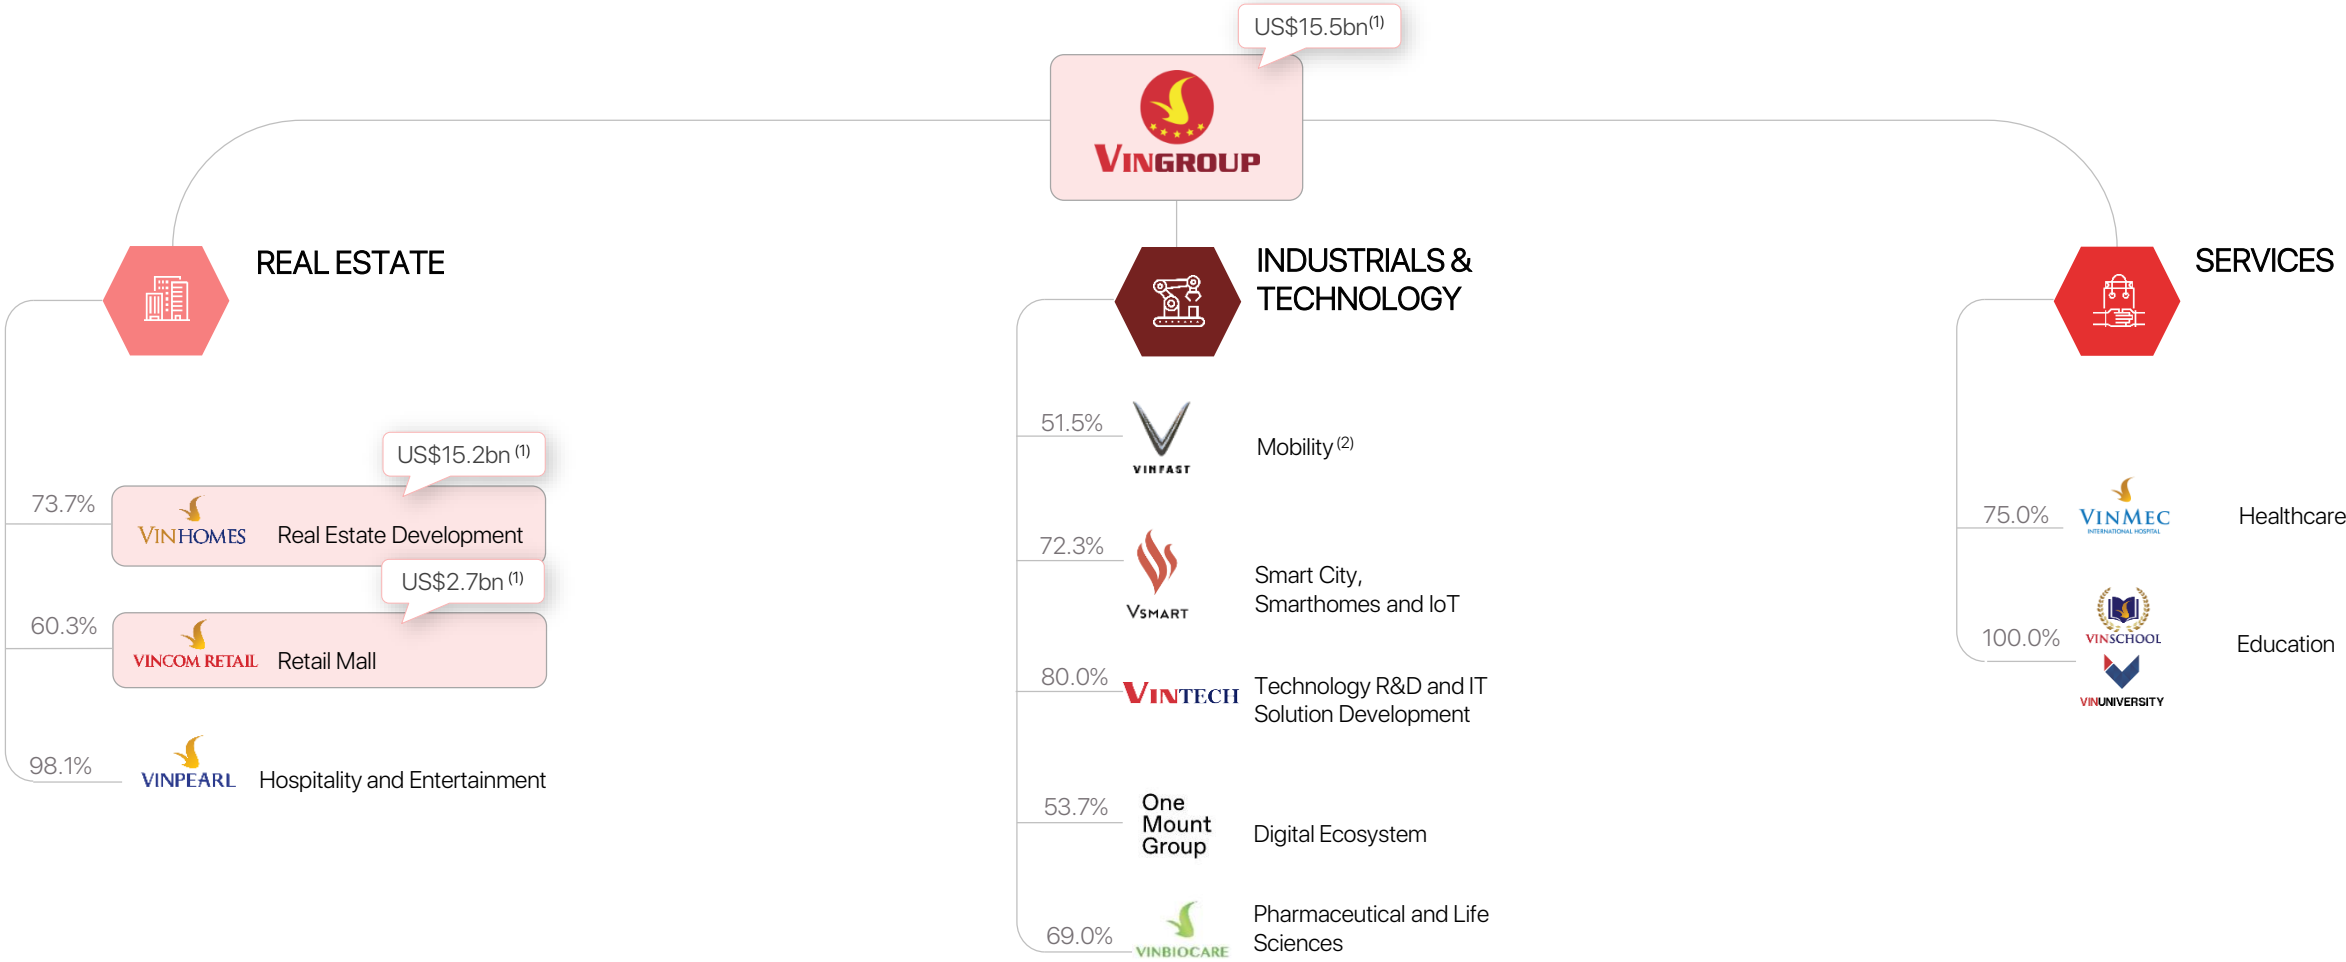 US$15.5bn(1)
VINGROUP
REAL ESTATE
US$15.2bn (1)
73.7%
VINHOMES
Real Estate Development
US$2.7bn (1)
60.3%
VINCOM RETAIL
Retail Mall
98.1%
VINPEARL
Hospitality and Entertainment
INDUSTRIALS &
TECHNOLOGY
51.5%
VINFAST
Mobility (2)
72.3%
VSMART
Smart City,
Smarthomes and IoT
80.0%
VINTECH
Technology R&D and IT
Solution Development
53.7%
One
Mount
Group
Digital Ecosystem
69.0%
VINBIOCARE
Pharmaceutical and Life
Sciences
SERVICES
75.0%
VINMEC
INTERNATIONAL HOSPITAL
Healthcare
100.0%
VINSCHOOL
VINUNIVERSITY
Education